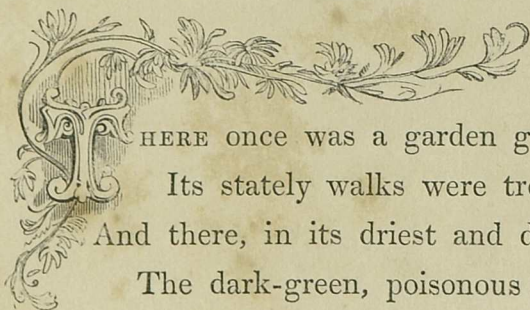 THERE once was a garden
Its stately walks were
And there, in its driest and
The dark-green, poisonous